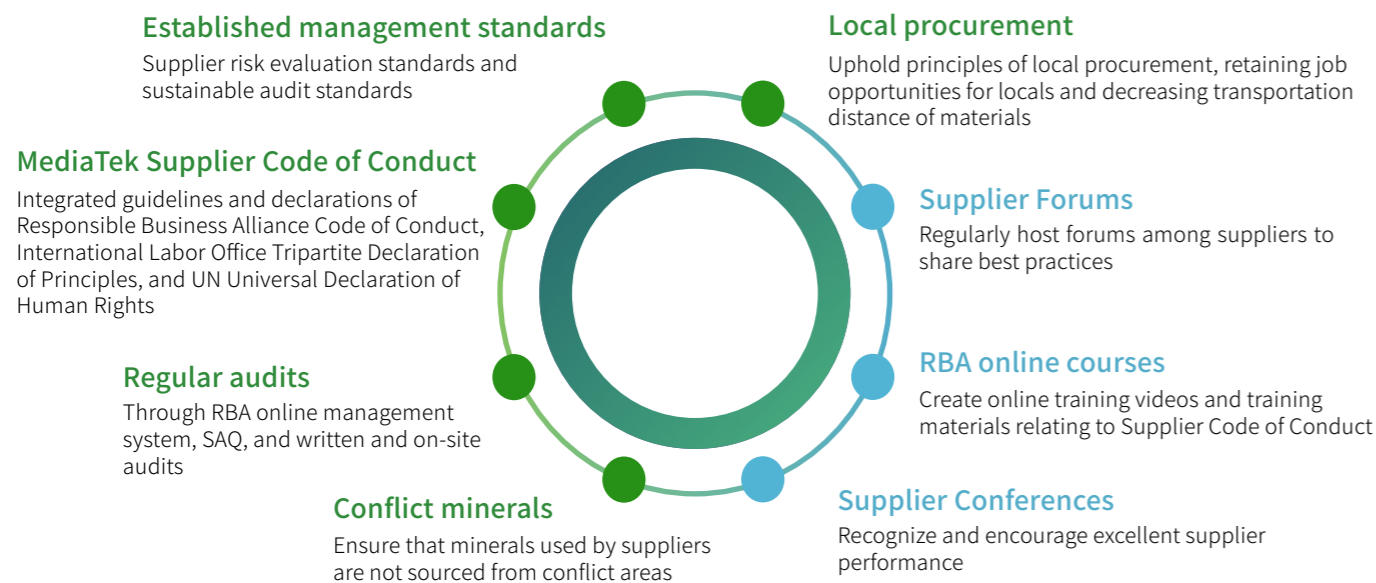 Established management standards
Supplier risk evaluation standards and
sustainable audit standards
MediaTek Supplier Code of Conduct
Integrated guidelines and declarations of
Responsible Business Alliance Code of Conduct,
International Labor Office Tripartite Declaration
of Principles, and UN Universal Declaration of
Human Rights
Regular audits
Through RBA online management
system, SAQ, and written and on-site
audits
Conflict minerals
Ensure that minerals used by suppliers
are not sourced from conflict areas
Local procurement
Uphold principles of local procurement, retaining job
opportunities for locals and decreasing transportation
distance of materials
Supplier Forums
Regularly host forums among suppliers to
share best practices
RBA online courses
Create online training videos and training
materials relating to Supplier Code of Conduct
Supplier Conferences
Recognize and encourage excellent supplier
performance